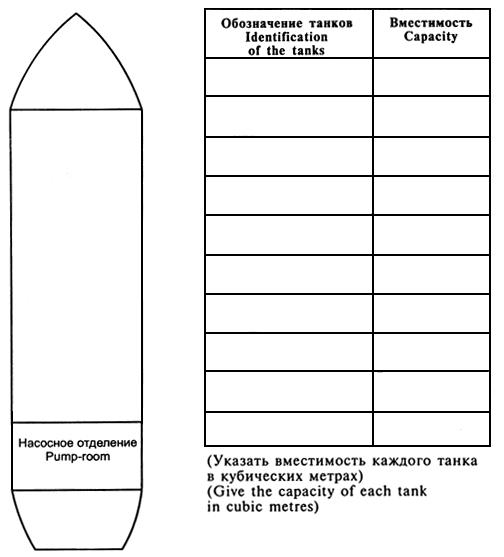 Обозначение танков
Identification
of the tanks
Вместимость
Capacity
Насосное отделение
Pump-room
(Указать вместимость каждого танка
в кубических метрах)
(Give the capacity of each tank
in cubic metres)